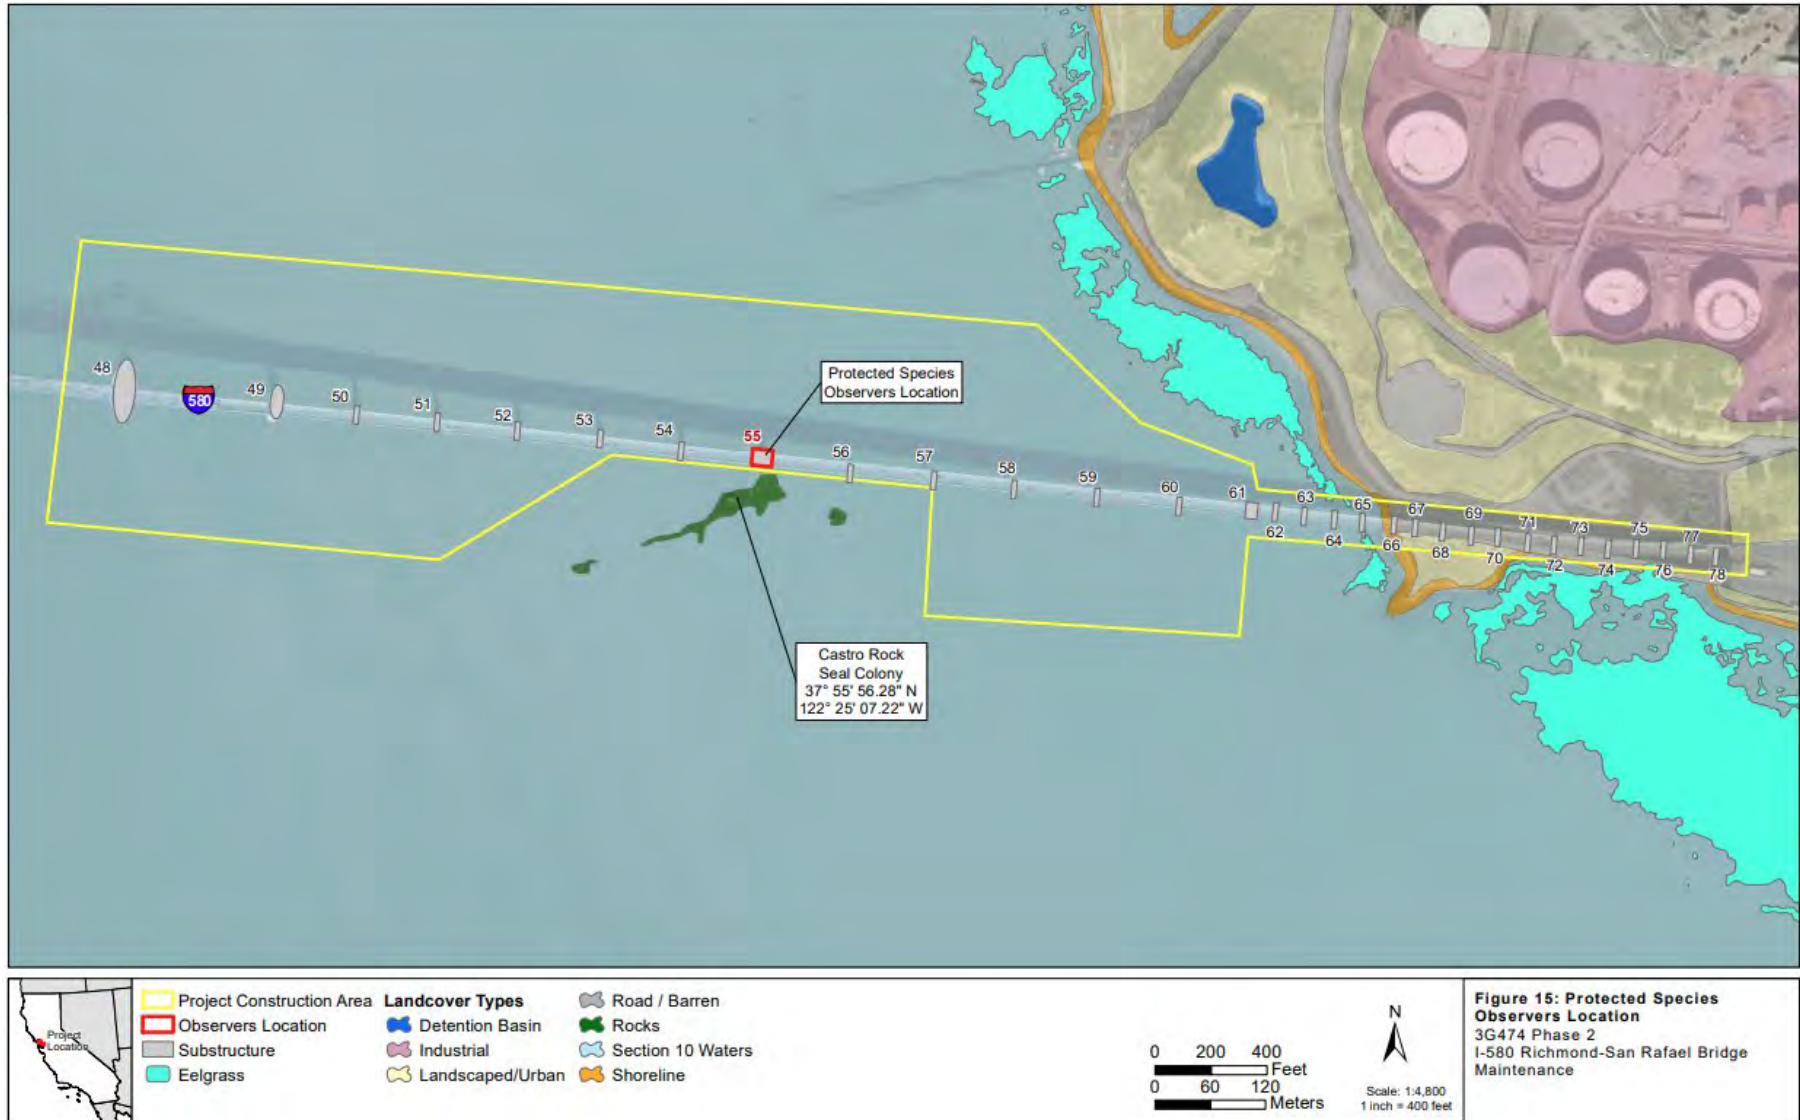 48
580
49
50
51
52
53
54
55
56
57
58
59
60
61
62
63
64
65
66
67
68
69
70
71
72
73
74
75
76
77
78
Protected Species
Observers Location
Castro Rock
Seal Colony
37° 55' 56.28" N
122° 25' 07.22" W
Project
Location
Project Construction Area
Observers Location
Substructure
Eelgrass
Landcover Types
Detention Basin
Industrial
Landscaped/Urban
Road / Barren
Rocks
Section 10 Waters
Shoreline
0 200 400
Feet
0 60 120
Meters
N
Scale: 1:4,800
1 inch = 400 feet
Figure 15: Protected Species
Observers Location
3G474 Phase 2
I-580 Richmond-San Rafael Bridge
Maintenance